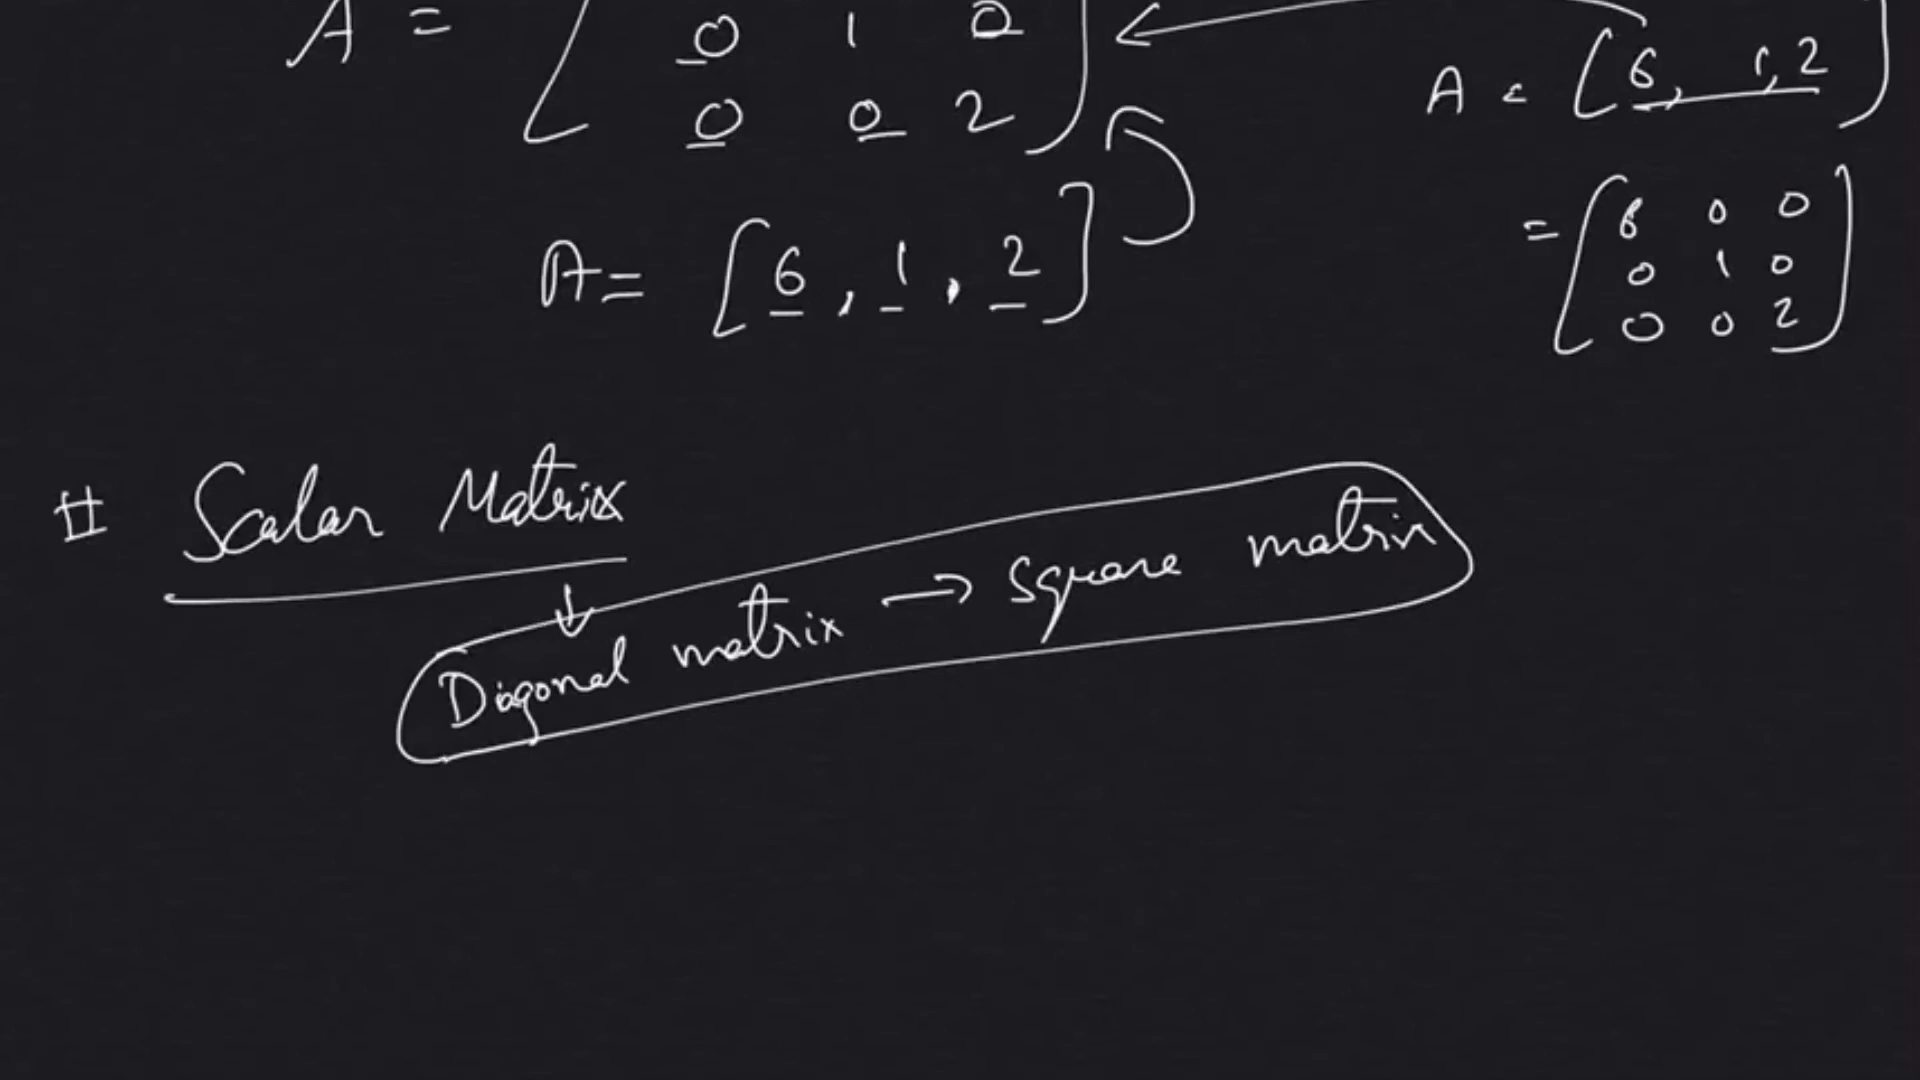 A = [ 0 1 0
0 0 2 ]
A = [6, 1, 2]
= [ 6 0 0
0 1 0
0 0 2 ]
A = [6, 1, 2]
# Scalar Matrix
↓
Diagonal matrix → Square matrix